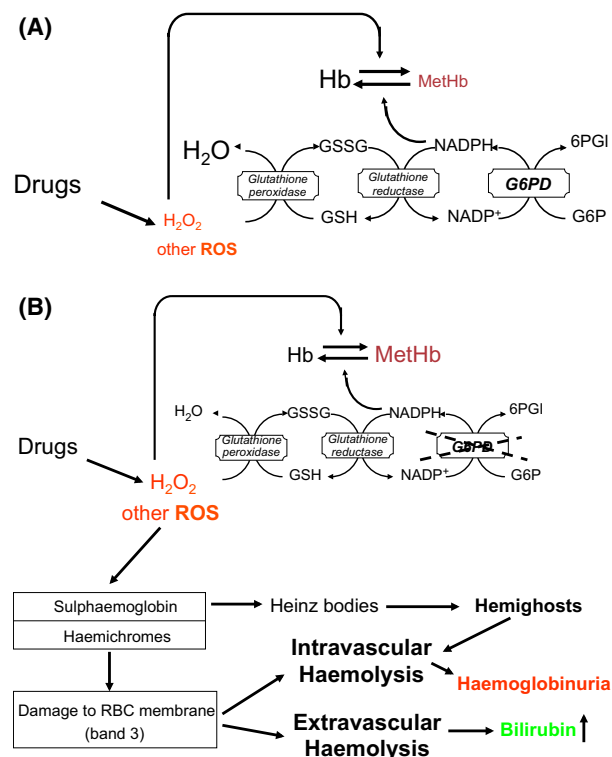 (A)
Hb
MetHb
H₂O
GSSG
NADPH
6PGl
Glutathione
peroxidase
Glutathione
reductase
G6PD
Drugs
H₂O₂
GSH
NADP⁺
G6P
other ROS
(B)
Hb
MetHb
H₂O
GSSG
NADPH
6PGl
Glutathione
peroxidase
Glutathione
reductase
G6PD
Drugs
H₂O₂
GSH
NADP⁺
G6P
other ROS
Sulphaemoglobin
Heinz bodies
Hemighosts
Haemichromes
Intravascular
Haemolysis
Haemoglobinuria
Damage to RBC membrane
(band 3)
Extravascular
Haemolysis
Bilirubin